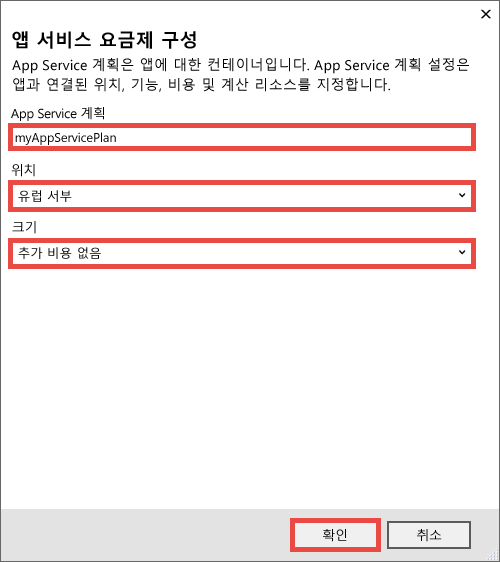 앱 서비스 요금제 구성
App Service 계획은 앱에 대한 컨테이너입니다. App Service 계획 설정은
앱과 연결된 위치, 기능, 비용 및 계산 리소스를 지정합니다.
App Service 계획
myAppServicePlan
위치
유럽 서부
크기
추가 비용 없음
확인
취소